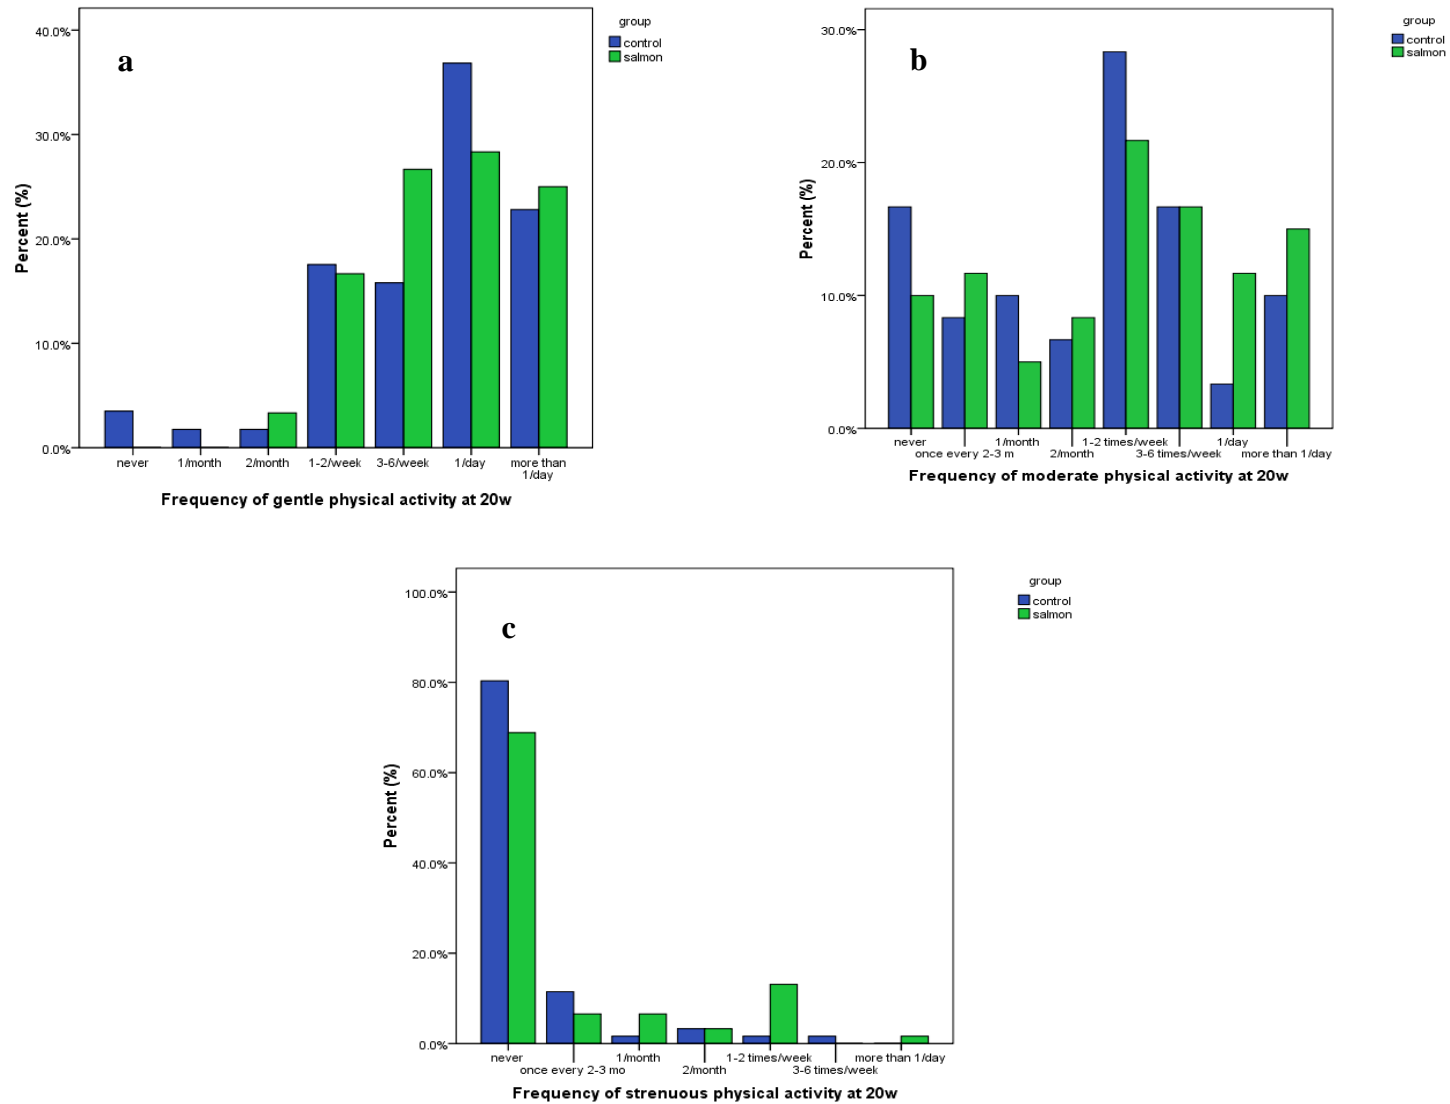 a
group
control
salmon
40.0%
30.0%
20.0%
10.0%
0.0%
Percent (%)
never 1/month 2/month 1-2/week 3-6/week 1/day more than
1/day
Frequency of gentle physical activity at 20w
b
group
control
salmon
30.0%
20.0%
10.0%
0.0%
Percent (%)
never 1/month 1-2 times/week 1/day
once every 2-3 m 2/month 3-6 times/week more than 1/day
Frequency of moderate physical activity at 20w
c
group
control
salmon
100.0%
80.0%
60.0%
40.0%
20.0%
0.0%
Percent (%)
never 1/month 1-2 times/week more than 1/day
once every 2-3 mo 2/month 3-6 times/week
Frequency of strenuous physical activity at 20w